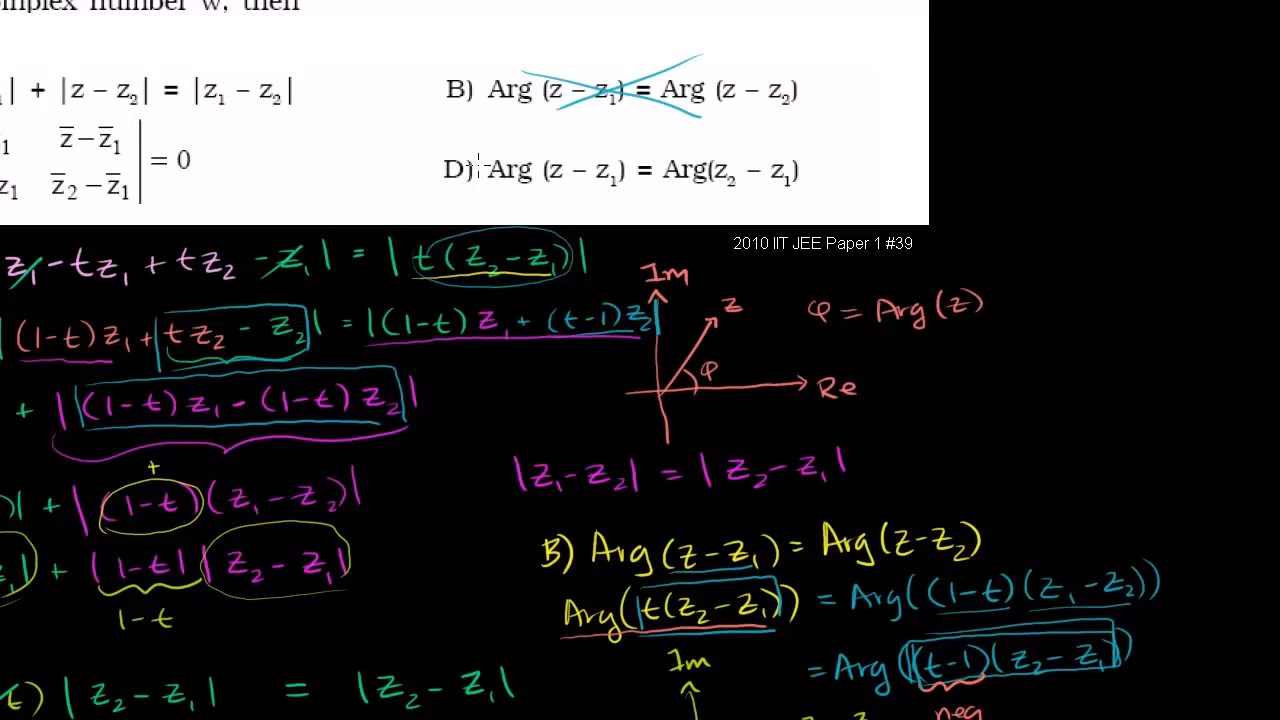 complex number w, then
| + |z − z₂| = |z₁ − z₂|
B) Arg (z − z₁) = Arg (z − z₂)
₁ z̅ − z̅₁
z₁ z̅₂ − z̅₁ | = 0
D) Arg (z − z₁) = Arg(z₂ − z₁)
2010 IIT JEE Paper 1 #39
z₁ − tz₁ + tz₂ − z₁| = |t(z₂ − z₁)|
|(1−t)z₁ + tz₂ − z₂| = |(1−t)z₁ + (t−1)z₂|
+ |(1−t)z₁ − (1−t)z₂|
+
)| + |(1−t)(z₁ − z₂)|
z₁| + |1−t||z₂ − z₁|
1−t
t)|z₂ − z₁| = |z₂ − z₁|
Im
z
φ
Re
φ = Arg(z)
|z₁ − z₂| = |z₂ − z₁|
B) Arg(z − z₁) = Arg(z − z₂)
Arg(t(z₂ − z₁)) = Arg((1−t)(z₁ − z₂))
= Arg((t−1)(z₂ − z₁))
neg
Im